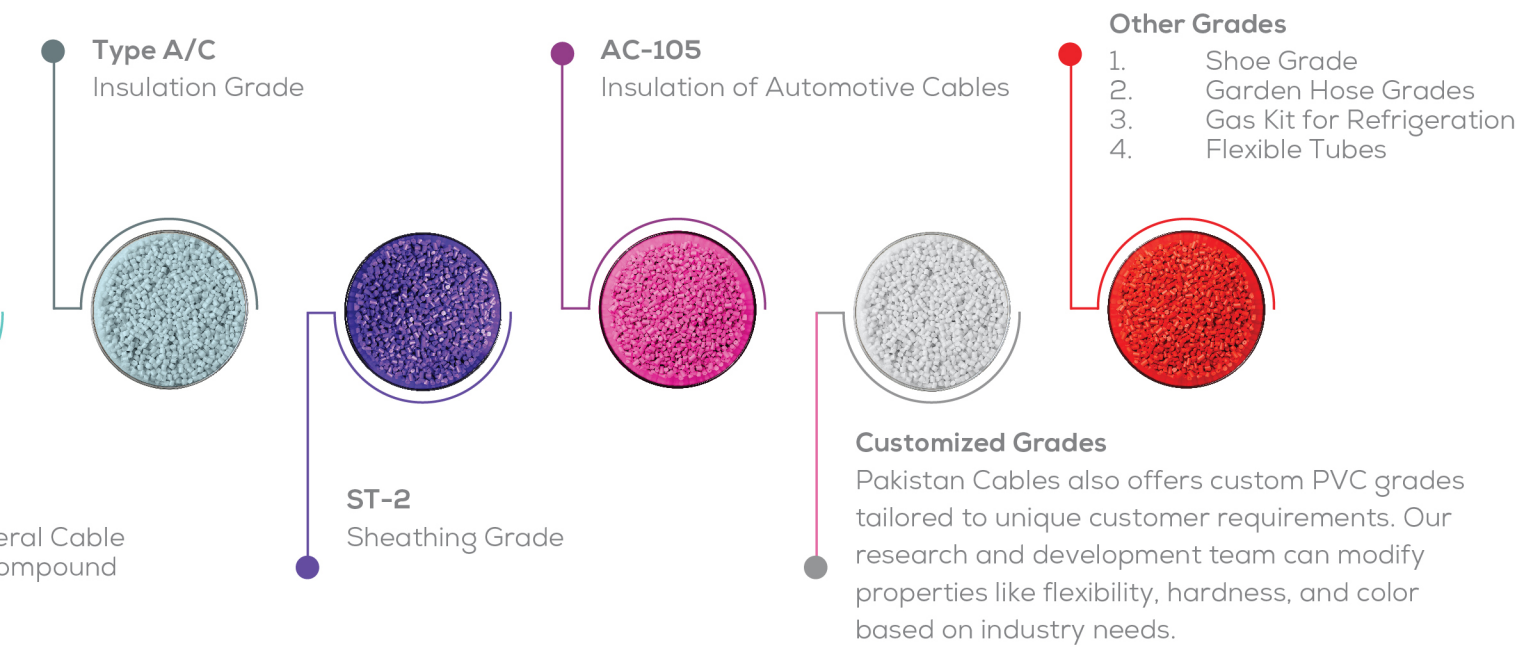 Type A/C
Insulation Grade
AC-105
Insulation of Automotive Cables
Other Grades
1. Shoe Grade
2. Garden Hose Grades
3. Gas Kit for Refrigeration
4. Flexible Tubes
Cable
ST-2
Sheathing Grade
Customized Grades
Pakistan Cables also offers custom PVC grades
tailored to unique customer requirements. Our
research and development team can modify
properties like flexibility, hardness, and color
based on industry needs.